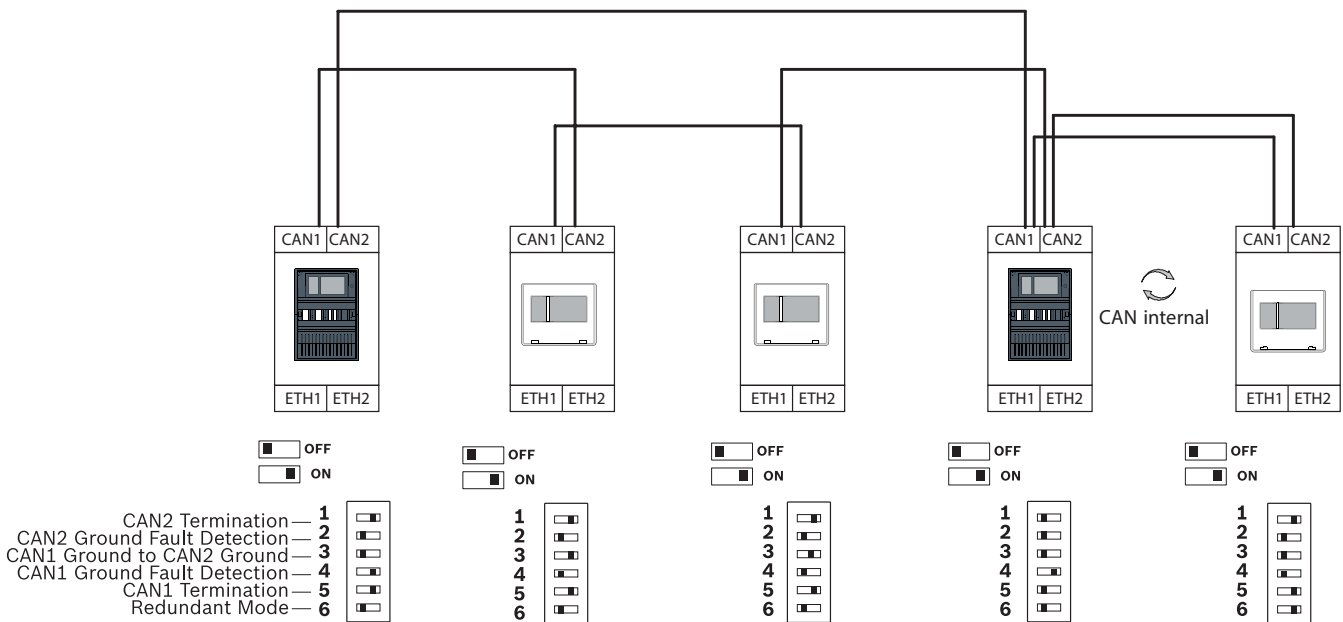 CAN1 CAN2 CAN1 CAN2 CAN1 CAN2 CAN1 CAN2 CAN1 CAN2
CAN internal
ETH1 ETH2 ETH1 ETH2 ETH1 ETH2 ETH1 ETH2 ETH1 ETH2
OFF OFF OFF OFF OFF
ON ON ON ON ON
CAN2 Termination 1 1 1 1 1
CAN2 Ground Fault Detection 2 2 2 2 2
CAN1 Ground to CAN2 Ground 3 3 3 3 3
CAN1 Ground Fault Detection 4 4 4 4 4
CAN1 Termination 5 5 5 5 5
Redundant Mode 6 6 6 6 6